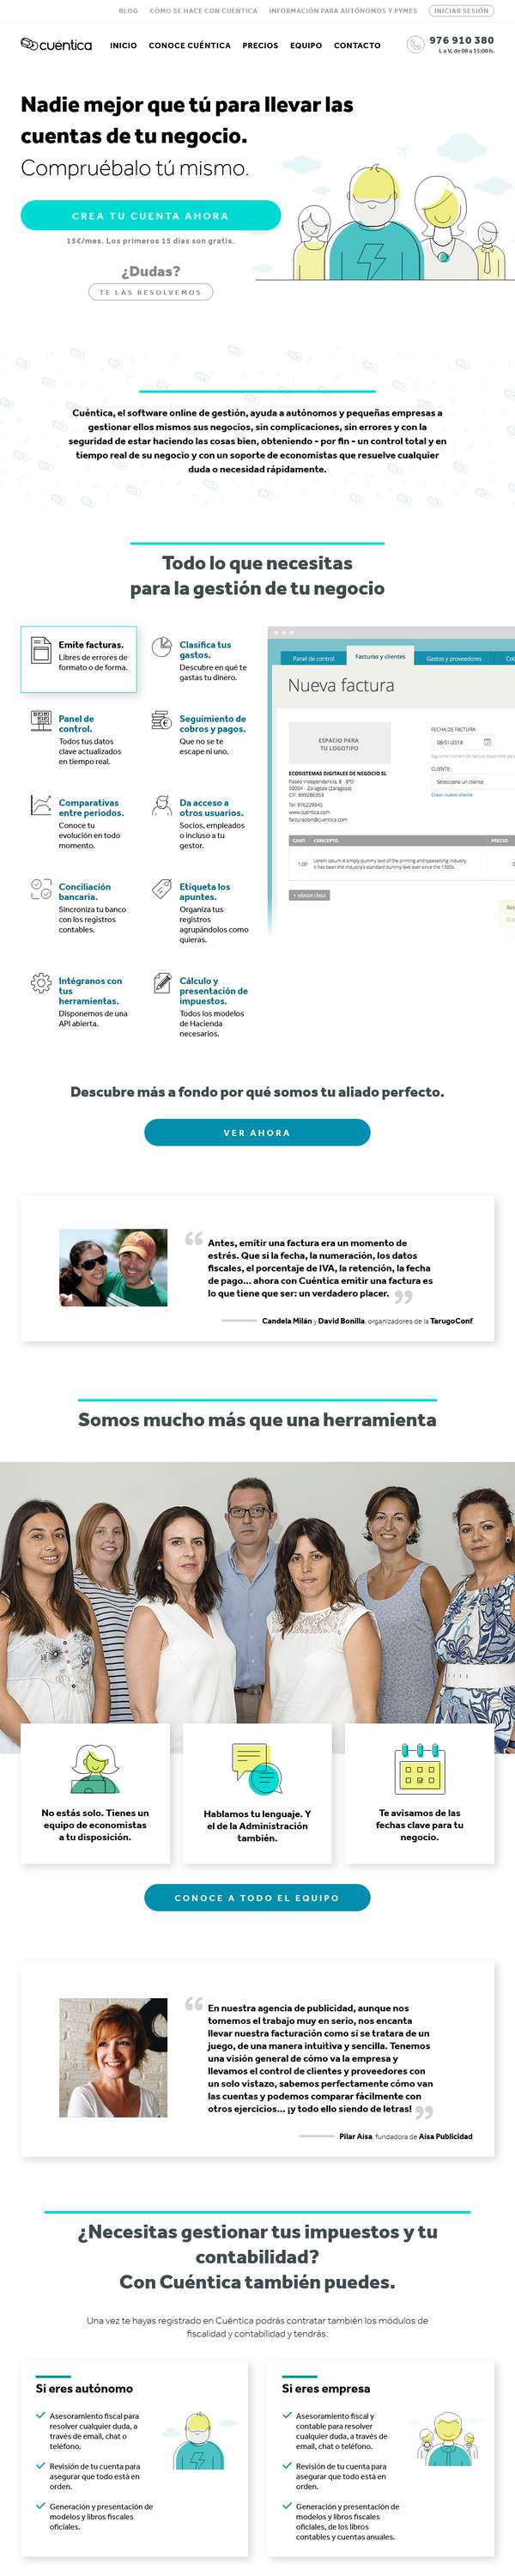 BLOG CÓMO SE HACE CON CUÉNTICA INFORMACIÓN PARA AUTÓNOMOS Y PYMES INICIAR SESIÓN
cuéntica INICIO CONOCE CUÉNTICA PRECIOS EQUIPO CONTACTO 976 910 380
L a V, de 08 a 15:00 h.
Nadie mejor que tú para llevar las
cuentas de tu negocio.
Compruébalo tú mismo.
CREA TU CUENTA AHORA
15€/mes. Los primeros 15 días son gratis.
¿Dudas?
TE LAS RESOLVEMOS
Cuéntica, el software online de gestión, ayuda a autónomos y pequeñas empresas a
gestionar ellos mismos sus negocios, sin complicaciones, sin errores y con la
seguridad de estar haciendo las cosas bien, obteniendo - por fin - un control total y en
tiempo real de su negocio y con un soporte de economistas que resuelve cualquier
duda o necesidad rápidamente.
Todo lo que necesitas
para la gestión de tu negocio
Emite facturas.
Libres de errores de
formato o de forma.
Clasifica tus
gastos.
Descubre en qué te
gastas tu dinero.
Panel de
control.
Todos tus datos
clave actualizados
en tiempo real.
Seguimiento de
cobros y pagos.
Que no se te
escape ni uno.
Comparativas
entre periodos.
Conoce tu
evolución en todo
momento.
Da acceso a
otros usuarios.
Socios, empleados
o incluso a tu
gestor.
Conciliación
bancaria.
Sincroniza tu banco
con los registros
contables.
Etiqueta los
apuntes.
Organiza tus
registros
agrupándolos como
quieras.
Intégranos con
tus
herramientas.
Disponemos de una
API abierta.
Cálculo y
presentación de
impuestos.
Todos los modelos
de Hacienda
necesarios.
Panel de control Facturas y clientes Gastos y proveedores
Nueva factura
ESPACIO PARA
TU LOGOTIPO
FECHA DE FACTURA
08/01/2018
CLIENTE:
Seleccione un cliente
Crear nuevo cliente
ECOSISTEMAS DIGITALES DE NEGOCIO SL
Paseo Independencia, 8 - 8ºD
50004 - Zaragoza (Zaragoza)
CIF: B99286353
Tel: 976229945
www.cuentica.com
facturacion@cuentica.com
CANT. CONCEPTO PRECIO
1.00 Lorem Ipsum is simply dummy text of the printing and typesetting industry.
It has been the industry's standard dummy text ever since the 1500s.
+ AÑADIR LÍNEA
Descubre más a fondo por qué somos tu aliado perfecto.
VER AHORA
Antes, emitir una factura era un momento de
estrés. Que si la fecha, la numeración, los datos
fiscales, el porcentaje de IVA, la retención, la fecha
de pago... ahora con Cuéntica emitir una factura es
lo que tiene que ser: un verdadero placer.
Candela Milán y David Bonilla, organizadores de la TarugoConf.
Somos mucho más que una herramienta
No estás solo. Tienes un
equipo de economistas
a tu disposición.
Hablamos tu lenguaje. Y
el de la Administración
también.
Te avisamos de las
fechas clave para tu
negocio.
CONOCE A TODO EL EQUIPO
En nuestra agencia de publicidad, aunque nos
tomemos el trabajo muy en serio, nos encanta
llevar nuestra facturación como si se tratara de un
juego, de una manera intuitiva y sencilla. Tenemos
una visión general de cómo va la empresa y
llevamos el control de clientes y proveedores con
un solo vistazo, sabemos perfectamente cómo van
las cuentas y podemos comparar fácilmente con
otros ejercicios... ¡y todo ello siendo de letras!
Pilar Aísa, fundadora de Aísa Publicidad.
¿Necesitas gestionar tus impuestos y tu
contabilidad?
Con Cuéntica también puedes.
Una vez te hayas registrado en Cuéntica podrás contratar también los módulos de
fiscalidad y contabilidad y tendrás:
Si eres autónomo
Asesoramiento fiscal para
resolver cualquier duda, a
través de email, chat o
teléfono.
Revisión de tu cuenta para
asegurar que todo está en
orden.
Generación y presentación de
modelos y libros fiscales
oficiales.
Si eres empresa
Asesoramiento fiscal y
contable para resolver
cualquier duda, a través de
email, chat o teléfono.
Revisión de tu cuenta para
asegurar que todo está en
orden.
Generación y presentación de
modelos y libros fiscales
oficiales, de los libros
contables y cuentas anuales.